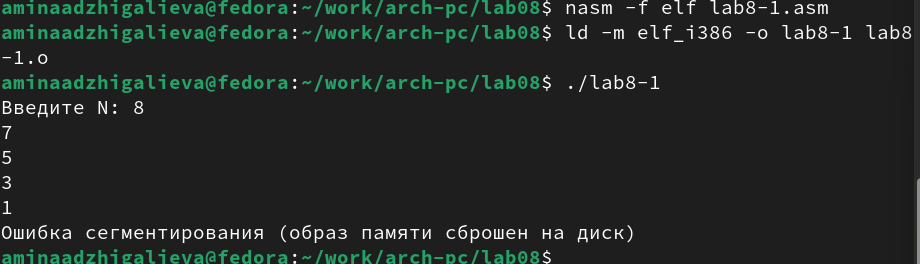 aminaadzhigalieva@fedora:~/work/arch-pc/lab08$ nasm -f elf lab8-1.asm
aminaadzhigalieva@fedora:~/work/arch-pc/lab08$ ld -m elf_i386 -o lab8-1 lab8
-1.o
aminaadzhigalieva@fedora:~/work/arch-pc/lab08$ ./lab8-1
Введите N: 8
7
5
3
1
Ошибка сегментирования (образ памяти сброшен на диск)
aminaadzhigalieva@fedora:~/work/arch-pc/lab08$